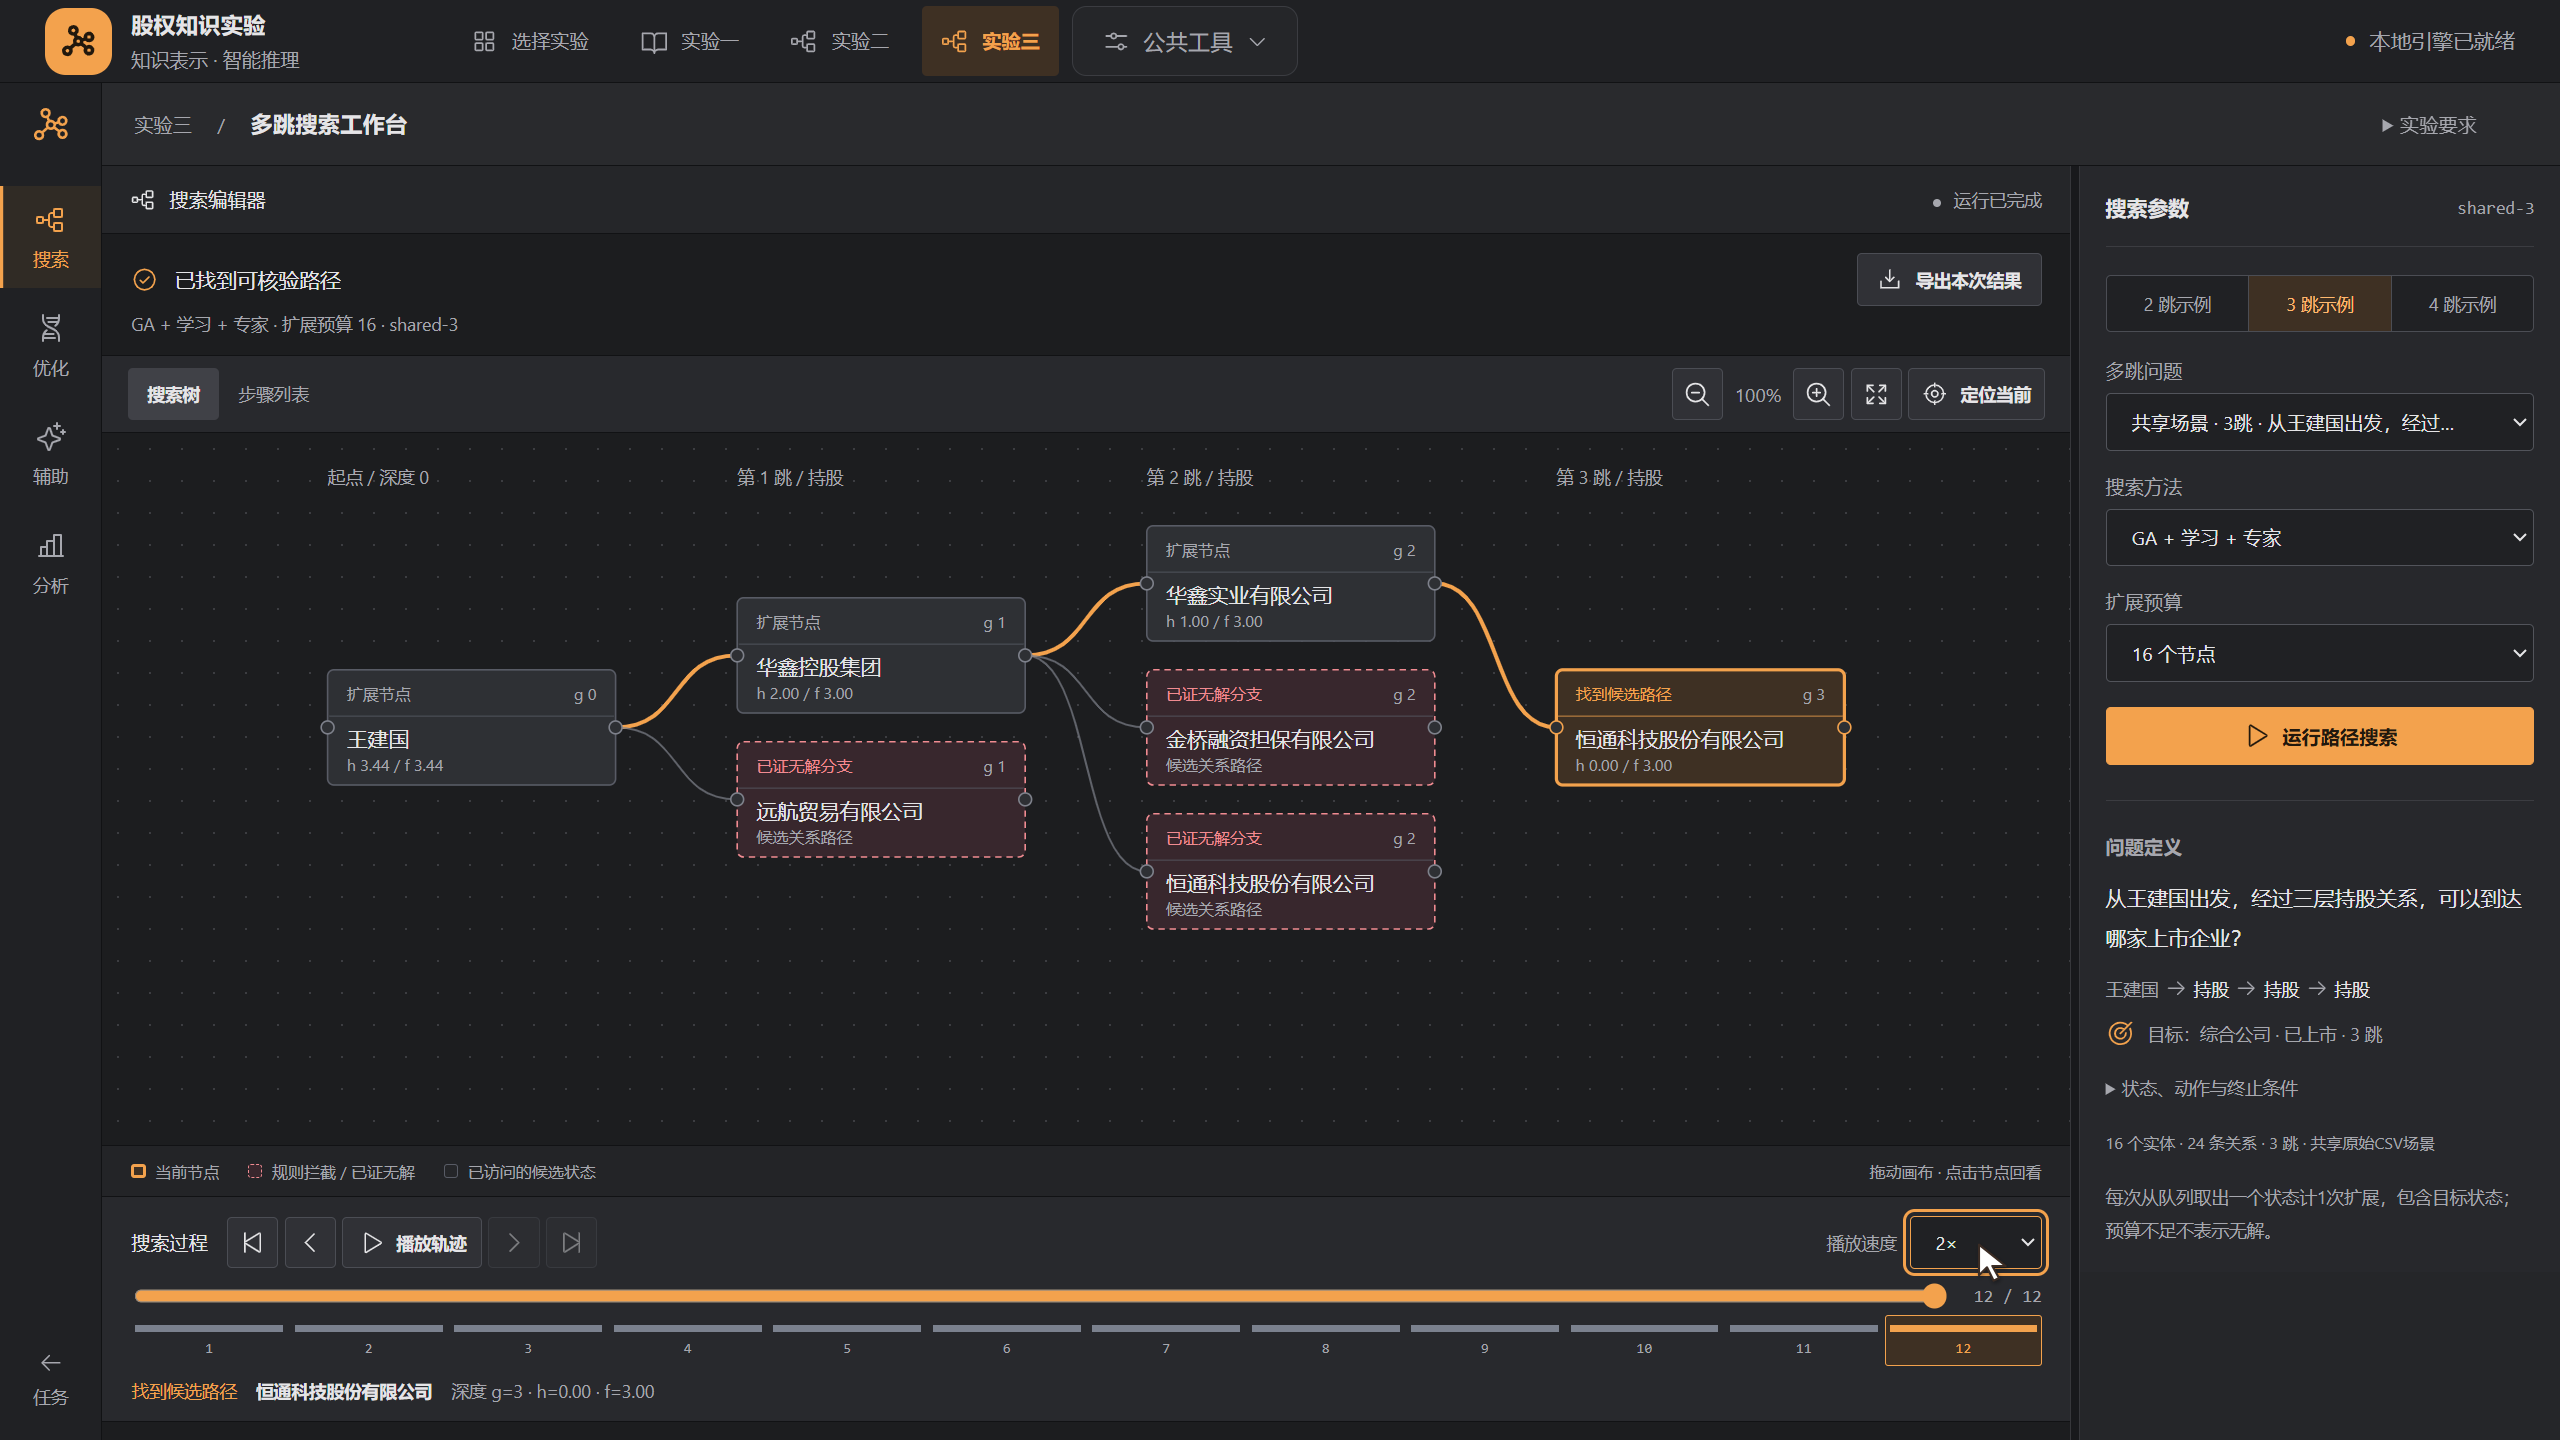 股权知识实验
知识表示 · 智能推理
选择实验
实验一
实验二
实验三
公共工具
本地引擎已就绪
实验三 / 多跳搜索工作台
实验要求
搜索
优化
辅助
分析
任务
搜索编辑器
运行已完成
已找到可核验路径
GA + 学习 + 专家 · 扩展预算 16 · shared-3
导出本次结果
搜索树
步骤列表
100%
定位当前
起点 / 深度 0
第 1 跳 / 持股
第 2 跳 / 持股
第 3 跳 / 持股
扩展节点 g 0
王建国
h 3.44 / f 3.44
扩展节点 g 1
华鑫控股集团
h 2.00 / f 3.00
已证无解分支 g 1
远航贸易有限公司
候选关系路径
扩展节点 g 2
华鑫实业有限公司
h 1.00 / f 3.00
已证无解分支 g 2
金桥融资担保有限公司
候选关系路径
已证无解分支 g 2
恒通科技股份有限公司
候选关系路径
找到候选路径 g 3
恒通科技股份有限公司
h 0.00 / f 3.00
当前节点
规则拦截 / 已证无解
已访问的候选状态
拖动画布 · 点击节点回看
搜索过程
播放轨迹
播放速度
2×
12 / 12
1 2 3 4 5 6 7 8 9 10 11 12
找到候选路径 恒通科技股份有限公司 深度 g=3 · h=0.00 · f=3.00
搜索参数
shared-3
2 跳示例
3 跳示例
4 跳示例
多跳问题
共享场景 · 3跳 · 从王建国出发，经过...
搜索方法
GA + 学习 + 专家
扩展预算
16 个节点
运行路径搜索
问题定义
从王建国出发，经过三层持股关系，可以到达
哪家上市企业？
王建国 → 持股 → 持股 → 持股
目标：综合公司 · 已上市 · 3 跳
状态、动作与终止条件
16 个实体 · 24 条关系 · 3 跳 · 共享原始CSV场景
每次从队列取出一个状态计1次扩展，包含目标状态；
预算不足不表示无解。